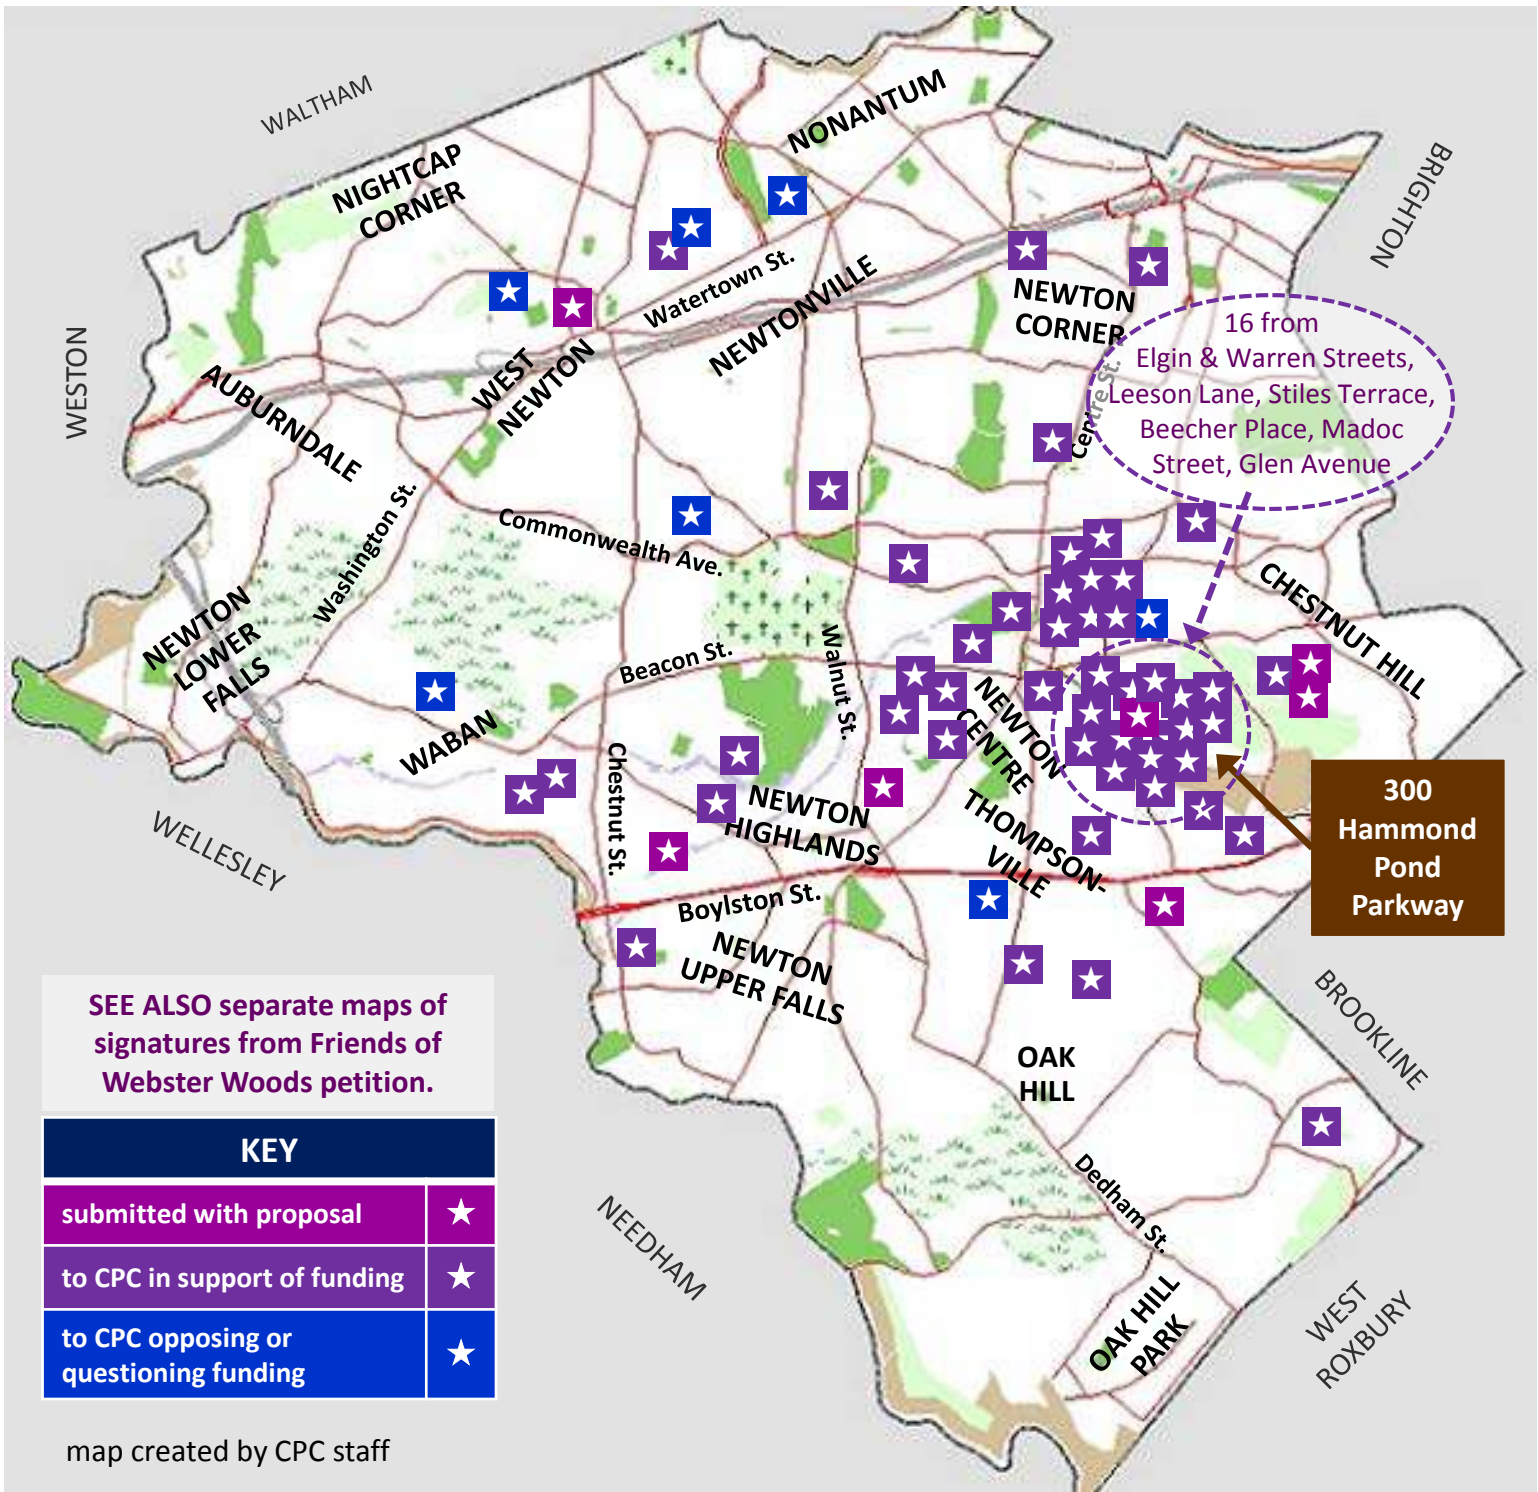 WALTHAM
NONANTUM
NIGHTCAP
CORNER
BRIGHTON
Watertown St.
NEWTONVILLE
NEWTON
CORNER
16 from
Elgin & Warren Streets,
Leeson Lane, Stiles Terrace,
Beecher Place, Madoc
Street, Glen Avenue
Centre St.
WESTON
WEST
NEWTON
AUBURNDALE
Washington St.
Commonwealth Ave.
CHESTNUT HILL
NEWTON
LOWER
FALLS
Beacon St.
Walnut St.
WABAN
NEWTON
CENTRE
Chestnut St.
NEWTON
HIGHLANDS
THOMPSON-
VILLE
300
Hammond
Pond
Parkway
WELLESLEY
Boylston St.
NEWTON
UPPER FALLS
BROOKLINE
OAK
HILL
SEE ALSO separate maps of
signatures from Friends of
Webster Woods petition.
KEY
submitted with proposal
to CPC in support of funding
to CPC opposing or
questioning funding
NEEDHAM
Dedham St.
OAK HILL
PARK
WEST
ROXBURY
map created by CPC staff